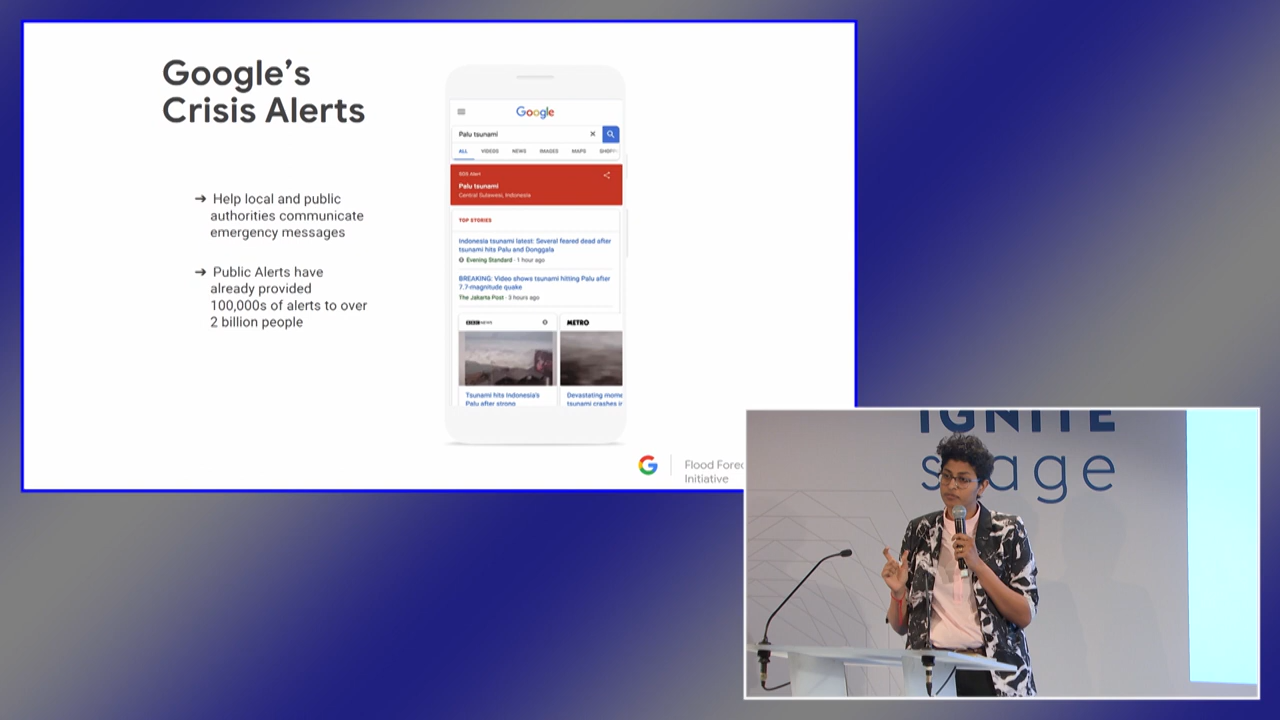 Google's
Crisis Alerts
➔ Help local and public
authorities communicate
emergency messages
➔ Public Alerts have
already provided
100,000s of alerts to over
2 billion people
Google
Palu tsunami
ALL VIDEOS NEWS IMAGES MAPS
SOS Alert
Palu tsunami
Central Sulawesi, Indonesia
TOP STORIES
Indonesia tsunami latest: Several feared dead after
tsunami hits Palu and Donggala
Evening Standard · 1 hour ago
BREAKING: Video shows tsunami hitting Palu after
7.7-magnitude quake
The Jakarta Post · 3 hours ago
BBC NEWS
METRO
Tsunami hits Indonesia's
Palu after strong
Devastating mome
tsunami crashes in
G
Flood Forec
Initiative
IGNITE
stage